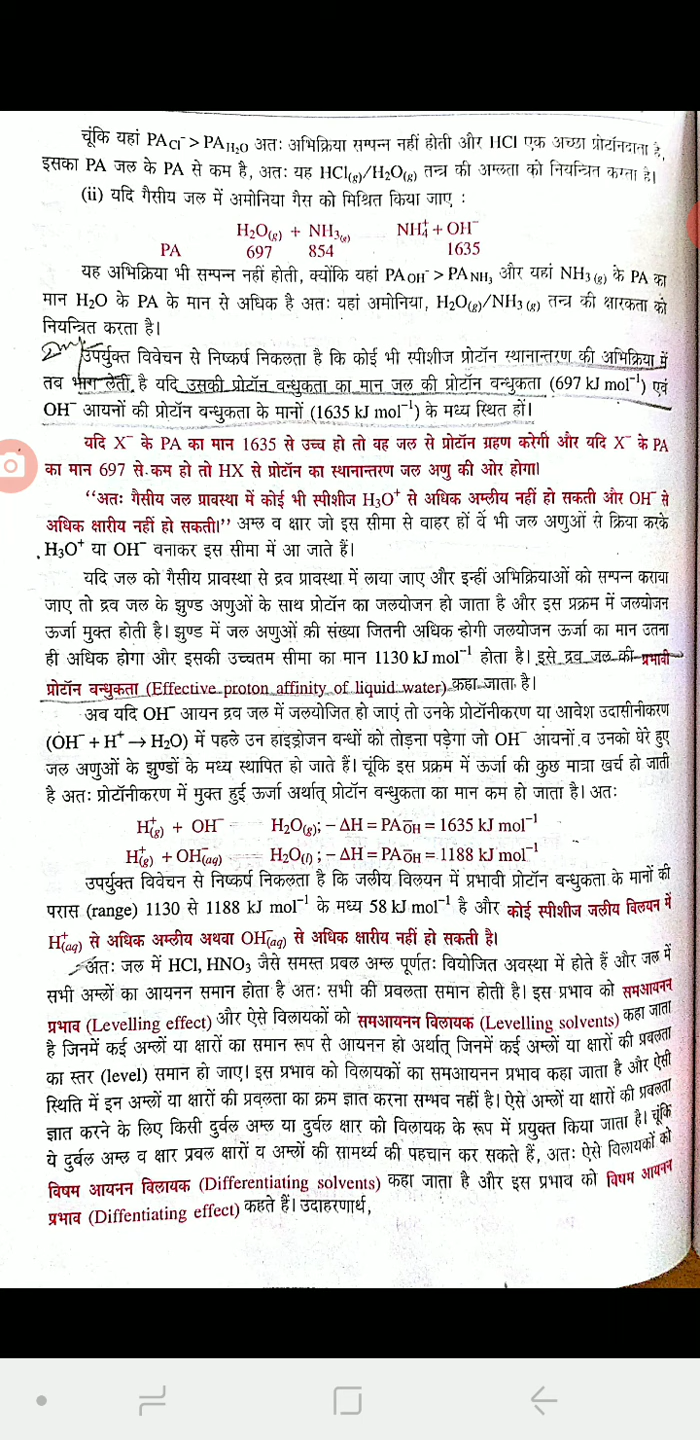 चूंकि यहां PA Cl⁻ > PA H₂O अतः अभिक्रिया सम्पन्न नहीं होती और HCl एक अच्छा प्रोटॉनदाता है,
इसका PA जल के PA से कम है, अतः यह HCl(g)/H₂O(g) तन्त्र की अम्लता को नियन्त्रित करता है।
(ii) यदि गैसीय जल में अमोनिया गैस को मिश्रित किया जाए :
H₂O(g) + NH₃(g) NH₄⁺ + OH⁻
PA 697 854 1635
यह अभिक्रिया भी सम्पन्न नहीं होती, क्योंकि यहां PA OH⁻ > PA NH₃ और यहां NH₃ (g) के PA का
मान H₂O के PA के मान से अधिक है अतः यहां अमोनिया, H₂O(g)/NH₃ (g) तन्त्र की क्षारकता को
नियन्त्रित करता है।
उपर्युक्त विवेचन से निष्कर्ष निकलता है कि कोई भी स्पीशीज प्रोटॉन स्थानान्तरण की अभिक्रिया में
तब भाग लेती है यदि उसकी प्रोटॉन बन्धुकता का मान जल की प्रोटॉन बन्धुकता (697 kJ mol⁻¹) एवं
OH⁻ आयनों की प्रोटॉन बन्धुकता के मानों (1635 kJ mol⁻¹) के मध्य स्थित हों।
यदि X⁻ के PA का मान 1635 से उच्च हो तो वह जल से प्रोटॉन ग्रहण करेगी और यदि X⁻ के PA
का मान 697 से कम हो तो HX से प्रोटॉन का स्थानान्तरण जल अणु की ओर होगा।
“अतः गैसीय जल प्रावस्था में कोई भी स्पीशीज H₃O⁺ से अधिक अम्लीय नहीं हो सकती और OH⁻ से
अधिक क्षारीय नहीं हो सकती।” अम्ल व क्षार जो इस सीमा से बाहर हों वे भी जल अणुओं से क्रिया करके
H₃O⁺ या OH⁻ बनाकर इस सीमा में आ जाते हैं।
यदि जल को गैसीय प्रावस्था से द्रव प्रावस्था में लाया जाए और इन्हीं अभिक्रियाओं को सम्पन्न कराया
जाए तो द्रव जल के झुण्ड अणुओं के साथ प्रोटॉन का जलयोजन हो जाता है और इस प्रक्रम में जलयोजन
ऊर्जा मुक्त होती है। झुण्ड में जल अणुओं की संख्या जितनी अधिक होगी जलयोजन ऊर्जा का मान उतना
ही अधिक होगा और इसकी उच्चतम सीमा का मान 1130 kJ mol⁻¹ होता है। इसे द्रव जल की प्रभावी
प्रोटॉन बन्धुकता (Effective proton affinity of liquid water) कहा जाता है।
अब यदि OH⁻ आयन द्रव जल में जलयोजित हो जाएं तो उनके प्रोटॉनीकरण या आवेश उदासीनीकरण
(OH⁻ + H⁺ → H₂O) में पहले उन हाइड्रोजन बन्धों को तोड़ना पड़ेगा जो OH⁻ आयनों व उनको घेरे हुए
जल अणुओं के झुण्डों के मध्य स्थापित हो जाते हैं। चूंकि इस प्रक्रम में ऊर्जा की कुछ मात्रा खर्च हो जाती
है अतः प्रोटॉनीकरण में मुक्त हुई ऊर्जा अर्थात् प्रोटॉन बन्धुकता का मान कम हो जाता है। अतः
H⁺(g) + OH⁻ H₂O(g); – ΔH = PA OH⁻ = 1635 kJ mol⁻¹
H⁺(g) + OH⁻(aq) H₂O(l) ; – ΔH = PA OH⁻ = 1188 kJ mol⁻¹
उपर्युक्त विवेचन से निष्कर्ष निकलता है कि जलीय विलयन में प्रभावी प्रोटॉन बन्धुकता के मानों की
परास (range) 1130 से 1188 kJ mol⁻¹ के मध्य 58 kJ mol⁻¹ है और कोई स्पीशीज जलीय विलयन में
H⁺(aq) से अधिक अम्लीय अथवा OH⁻(aq) से अधिक क्षारीय नहीं हो सकती है।
अतः जल में HCl, HNO₃ जैसे समस्त प्रबल अम्ल पूर्णतः वियोजित अवस्था में होते हैं और जल में
सभी अम्लों का आयनन समान होता है अतः सभी की प्रबलता समान होती है। इस प्रभाव को समआयनन
प्रभाव (Levelling effect) और ऐसे विलायकों को समआयनन विलायक (Levelling solvents) कहा जाता
है जिनमें कई अम्लों या क्षारों का समान रूप से आयनन हो अर्थात् जिनमें कई अम्लों या क्षारों की प्रबलता
का स्तर (level) समान हो जाए। इस प्रभाव को विलायकों का समआयनन प्रभाव कहा जाता है और ऐसी
स्थिति में इन अम्लों या क्षारों की प्रबलता का क्रम ज्ञात करना सम्भव नहीं है। ऐसे अम्लों या क्षारों की प्रबलता
ज्ञात करने के लिए किसी दुर्बल अम्ल या दुर्बल क्षार को विलायक के रूप में प्रयुक्त किया जाता है। चूंकि
ये दुर्बल अम्ल व क्षार प्रबल क्षारों व अम्लों की सामर्थ्य की पहचान कर सकते हैं, अतः ऐसे विलायकों को
विषम आयनन विलायक (Differentiating solvents) कहा जाता है और इस प्रभाव को विषम आयनन
प्रभाव (Diffentiating effect) कहते हैं। उदाहरणार्थ,